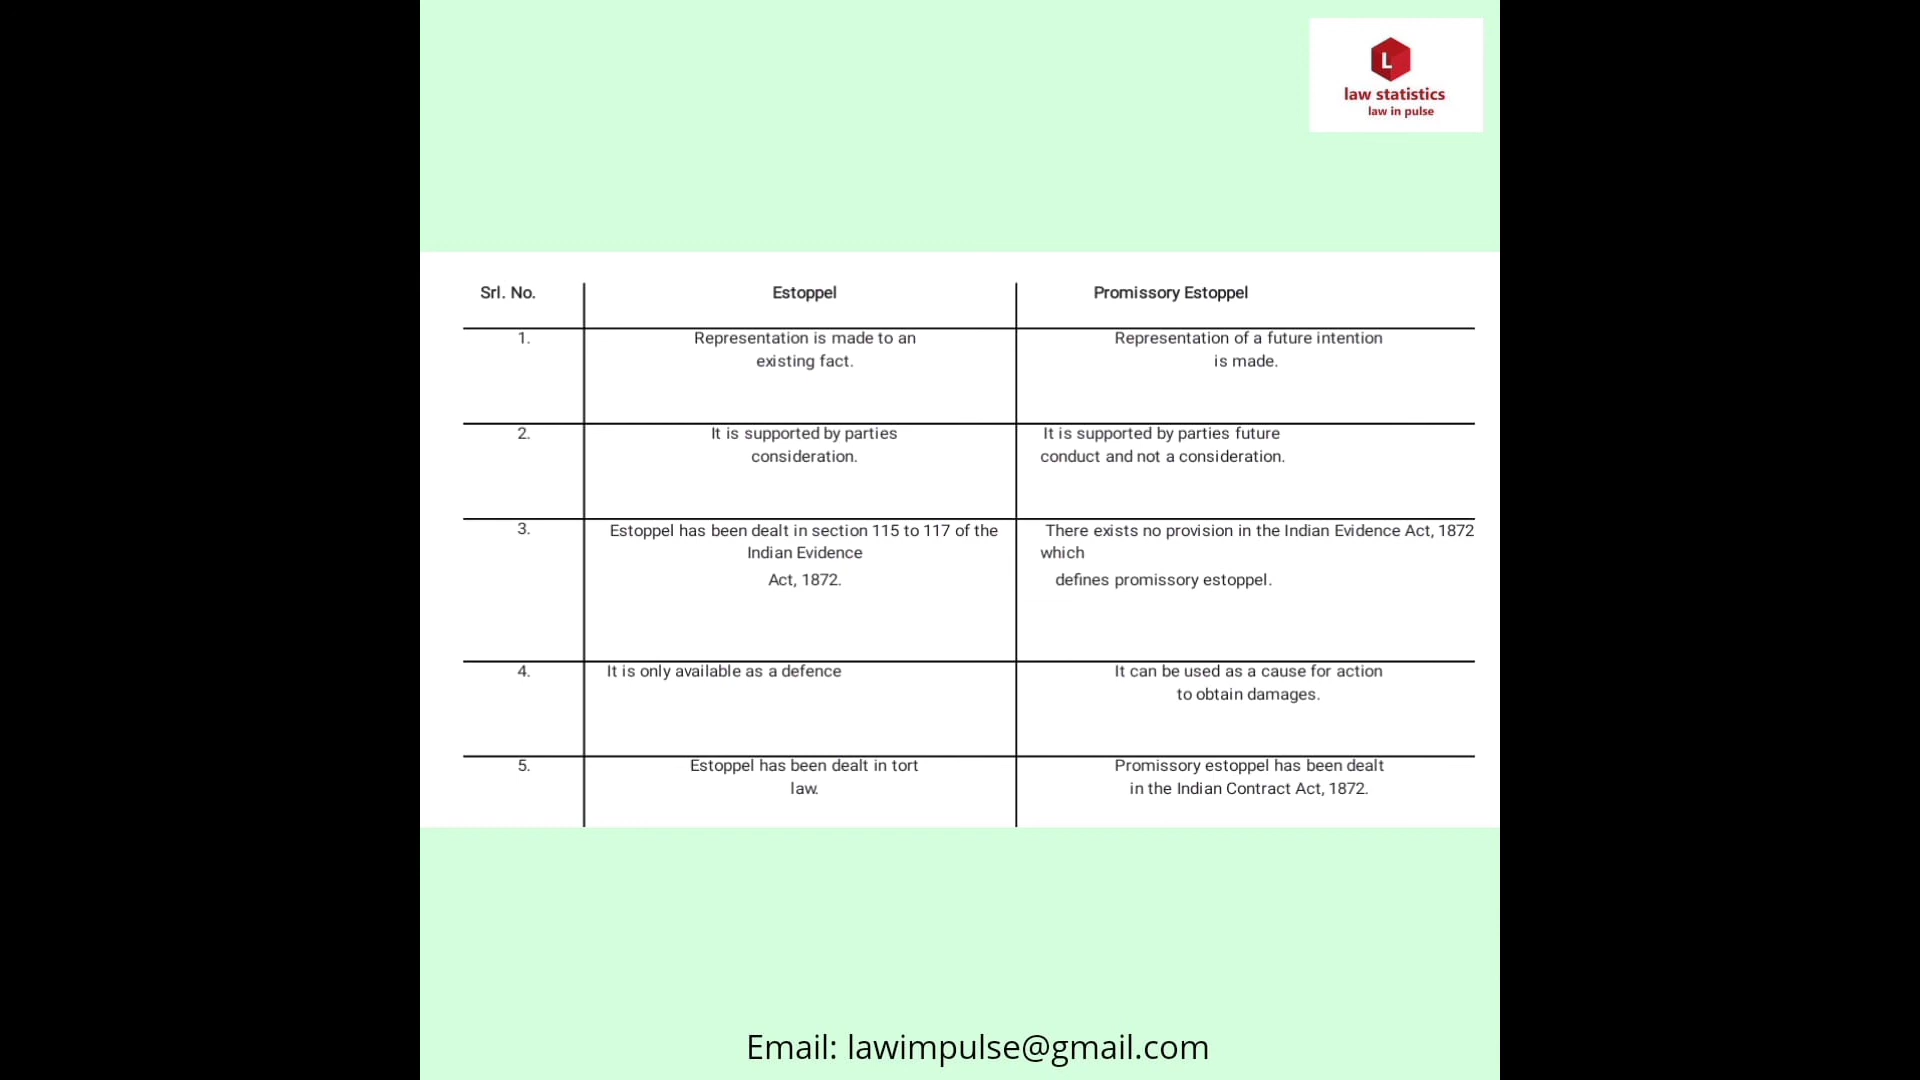 L
law statistics
law in pulse
Srl. No. Estoppel Promissory Estoppel
1. Representation is made to an existing fact. Representation of a future intention is made.
2. It is supported by parties consideration. It is supported by parties future conduct and not a consideration.
3. Estoppel has been dealt in section 115 to 117 of the Indian Evidence Act, 1872. There exists no provision in the Indian Evidence Act, 1872 which defines promissory estoppel.
4. It is only available as a defence It can be used as a cause for action to obtain damages.
5. Estoppel has been dealt in tort law. Promissory estoppel has been dealt in the Indian Contract Act, 1872.
Email: lawimpulse@gmail.com